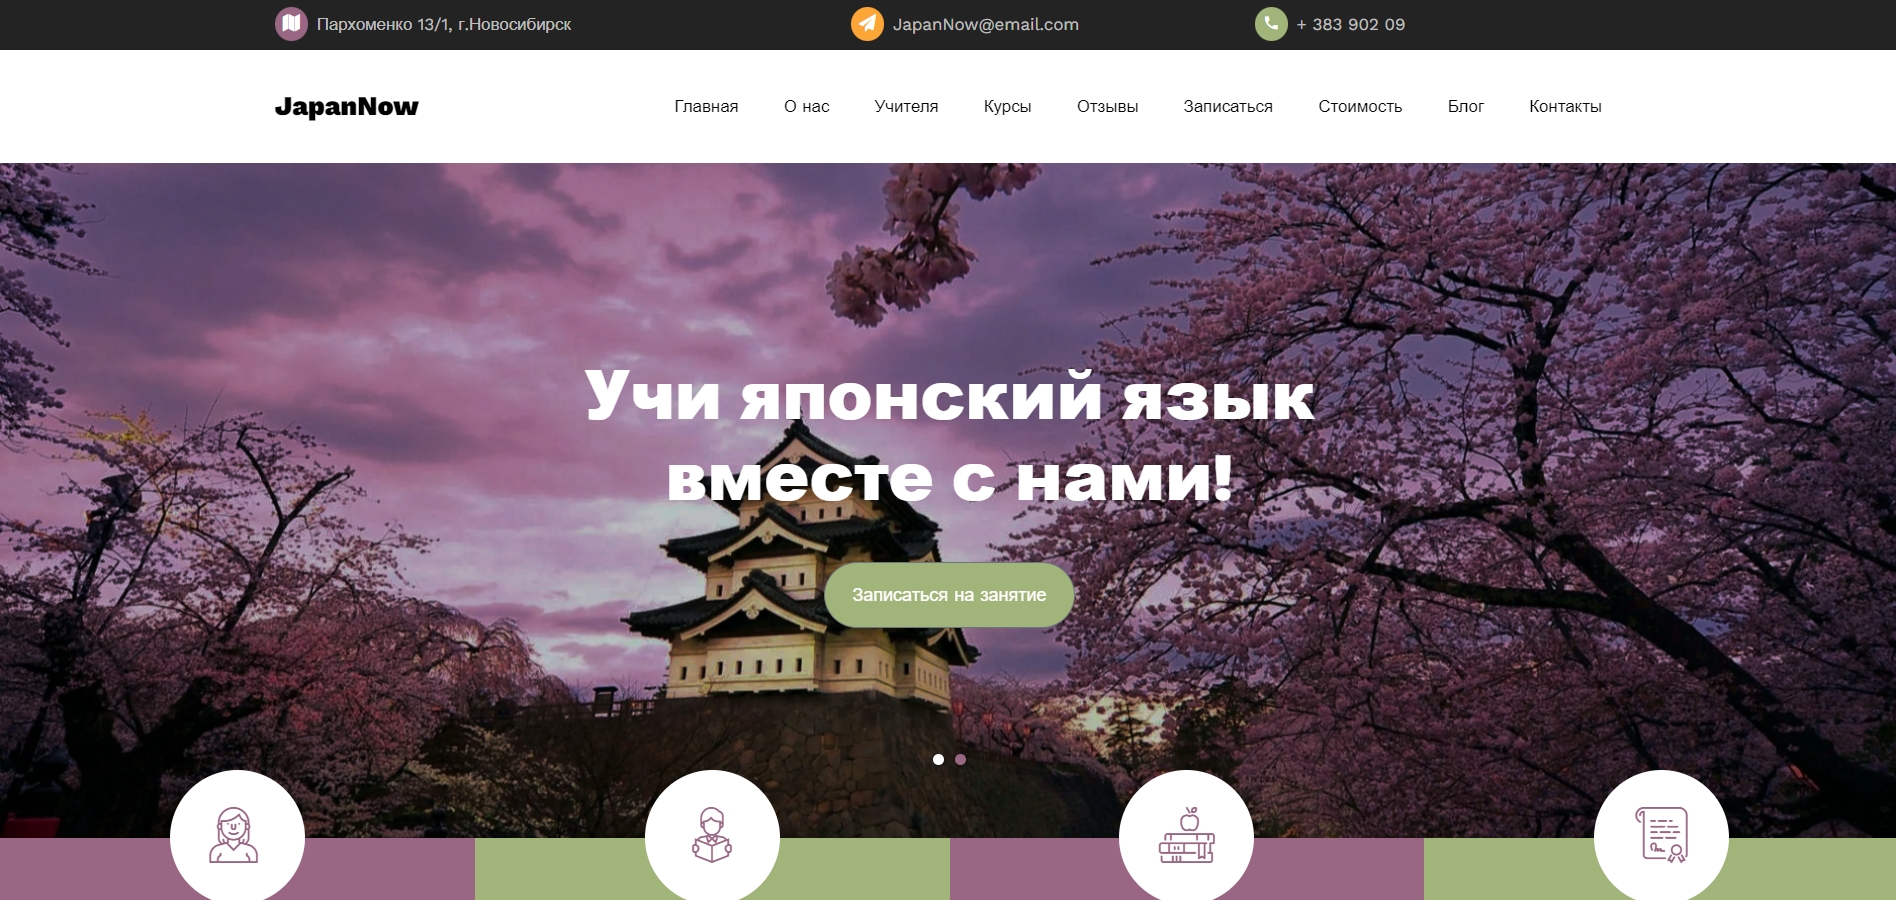 Пархоменко 13/1, г.Новосибирск
JapanNow@email.com
+ 383 902 09
JapanNow
Главная
О нас
Учителя
Курсы
Отзывы
Записаться
Стоимость
Блог
Контакты
Учи японский язык
вместе с нами!
Записаться на занятие